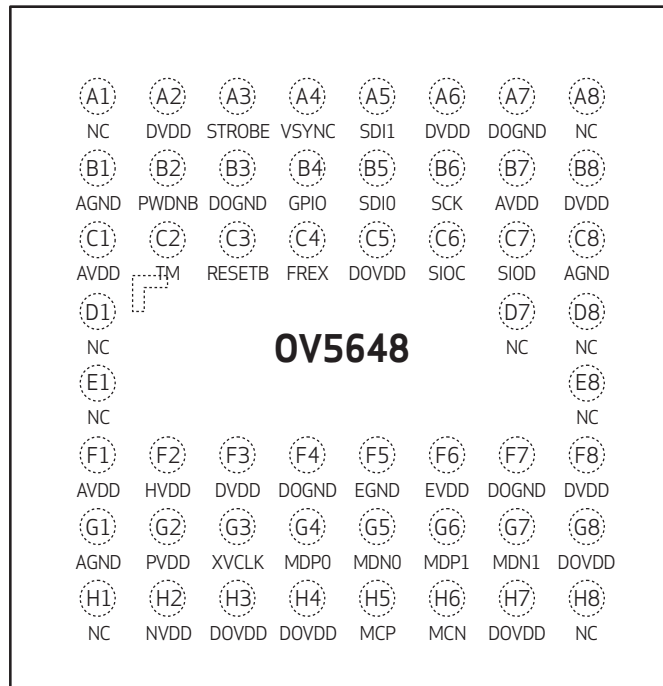 A1 A2 A3 A4 A5 A6 A7 A8
NC DVDD STROBE VSYNC SDI1 DVDD DOGND NC
B1 B2 B3 B4 B5 B6 B7 B8
AGND PWDNB DOGND GPIO SDI0 SCK AVDD DVDD
C1 C2 C3 C4 C5 C6 C7 C8
AVDD TM RESETB FREX DOVDD SIOC SIOD AGND
D1 D7 D8
NC OV5648 NC NC
E1 E8
NC NC
F1 F2 F3 F4 F5 F6 F7 F8
AVDD HVDD DVDD DOGND EGND EVDD DOGND DVDD
G1 G2 G3 G4 G5 G6 G7 G8
AGND PVDD XVCLK MDP0 MDN0 MDP1 MDN1 DOVDD
H1 H2 H3 H4 H5 H6 H7 H8
NC NVDD DOVDD DOVDD MCP MCN DOVDD NC